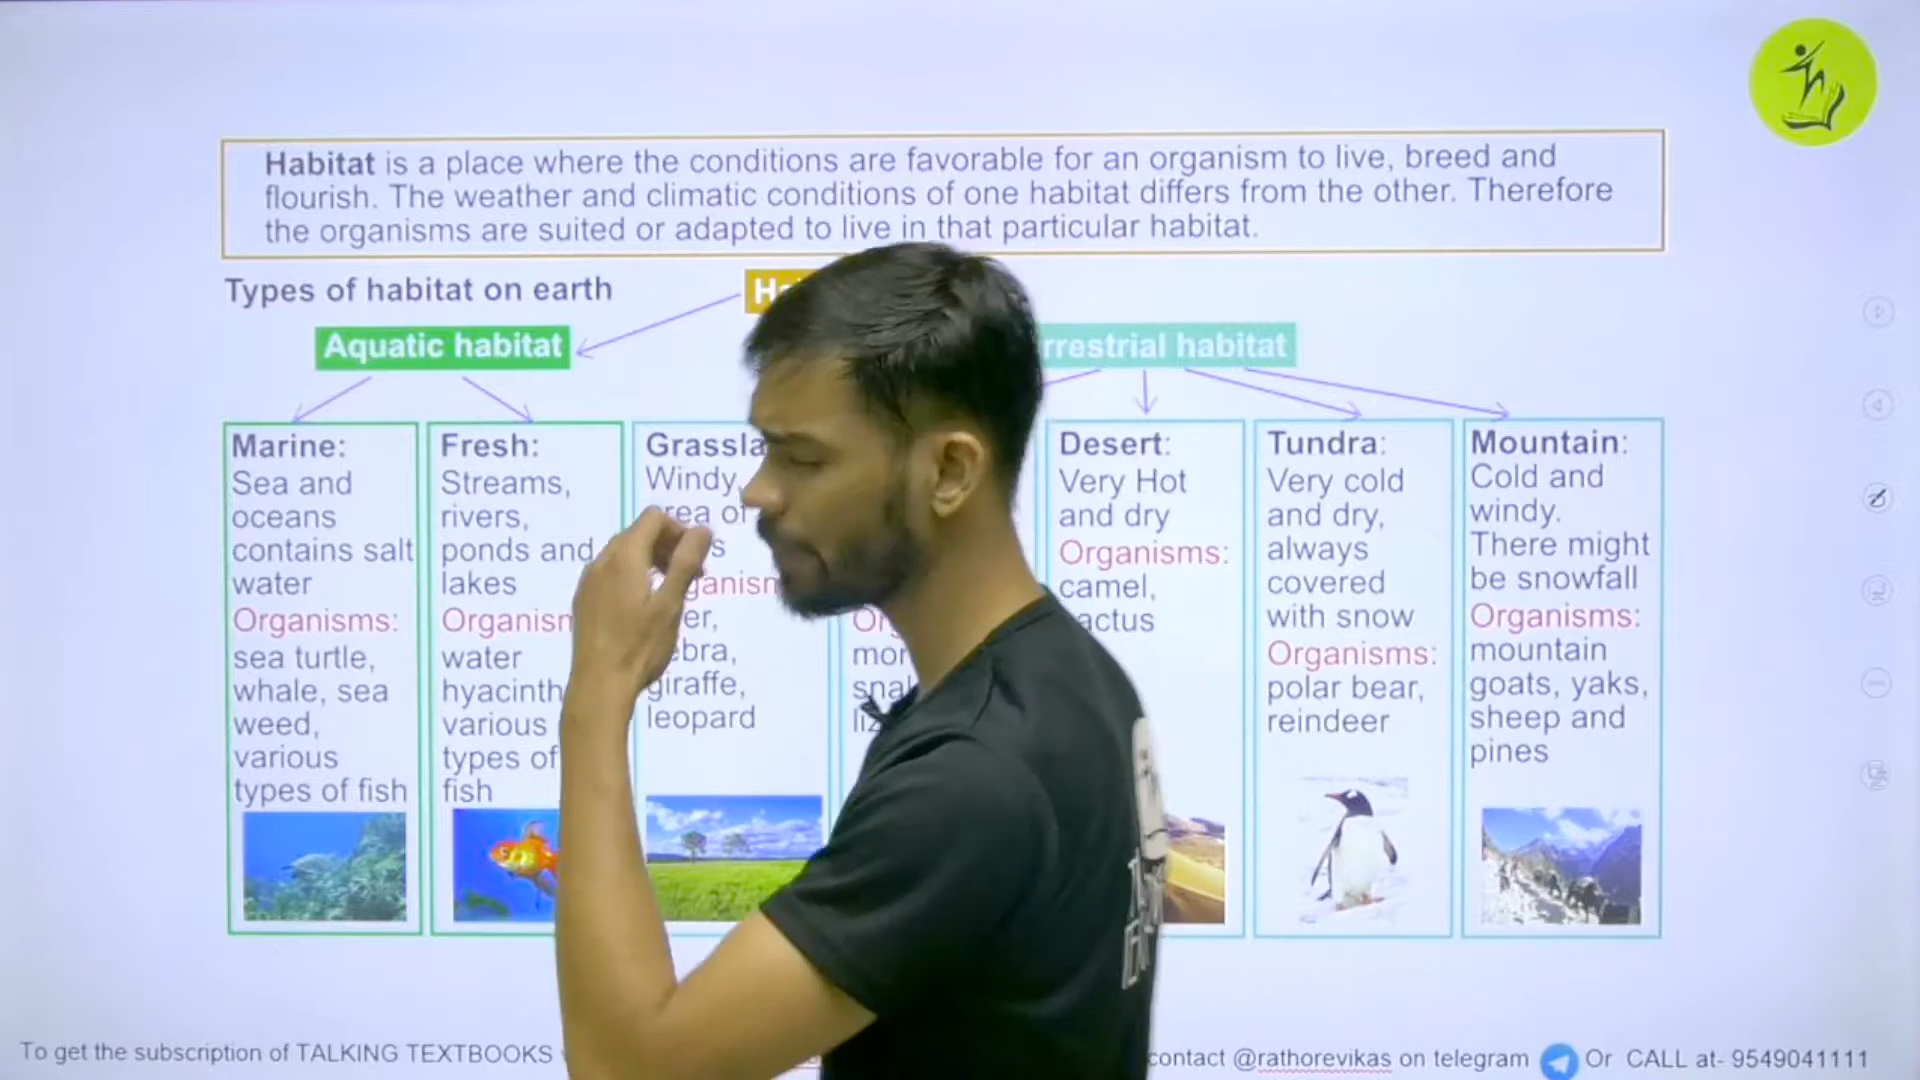 Habitat is a place where the conditions are favorable for an organism to live, breed and
flourish. The weather and climatic conditions of one habitat differs from the other. Therefore
the organisms are suited or adapted to live in that particular habitat.
Types of habitat on earth
Aquatic habitat
habitat
Marine:
Sea and
oceans
contains salt
water
Organisms:
sea turtle,
whale, sea
weed,
various
types of fish
Fresh:
Streams,
rivers,
ponds and
lakes
water
hyacinth
various
types of
fish
Windy,
of
giraffe,
leopard
Desert:
Very Hot
and dry
Organisms:
camel,
Tundra:
Very cold
and dry,
always
covered
with snow
Organisms:
polar bear,
reindeer
Mountain:
Cold and
windy.
There might
be snowfall
Organisms:
mountain
goats, yaks,
sheep and
pines
To get the subscription of TALKING TEXTBOOKS
contact @rathorevikas on telegram Or CALL at- 9549041111